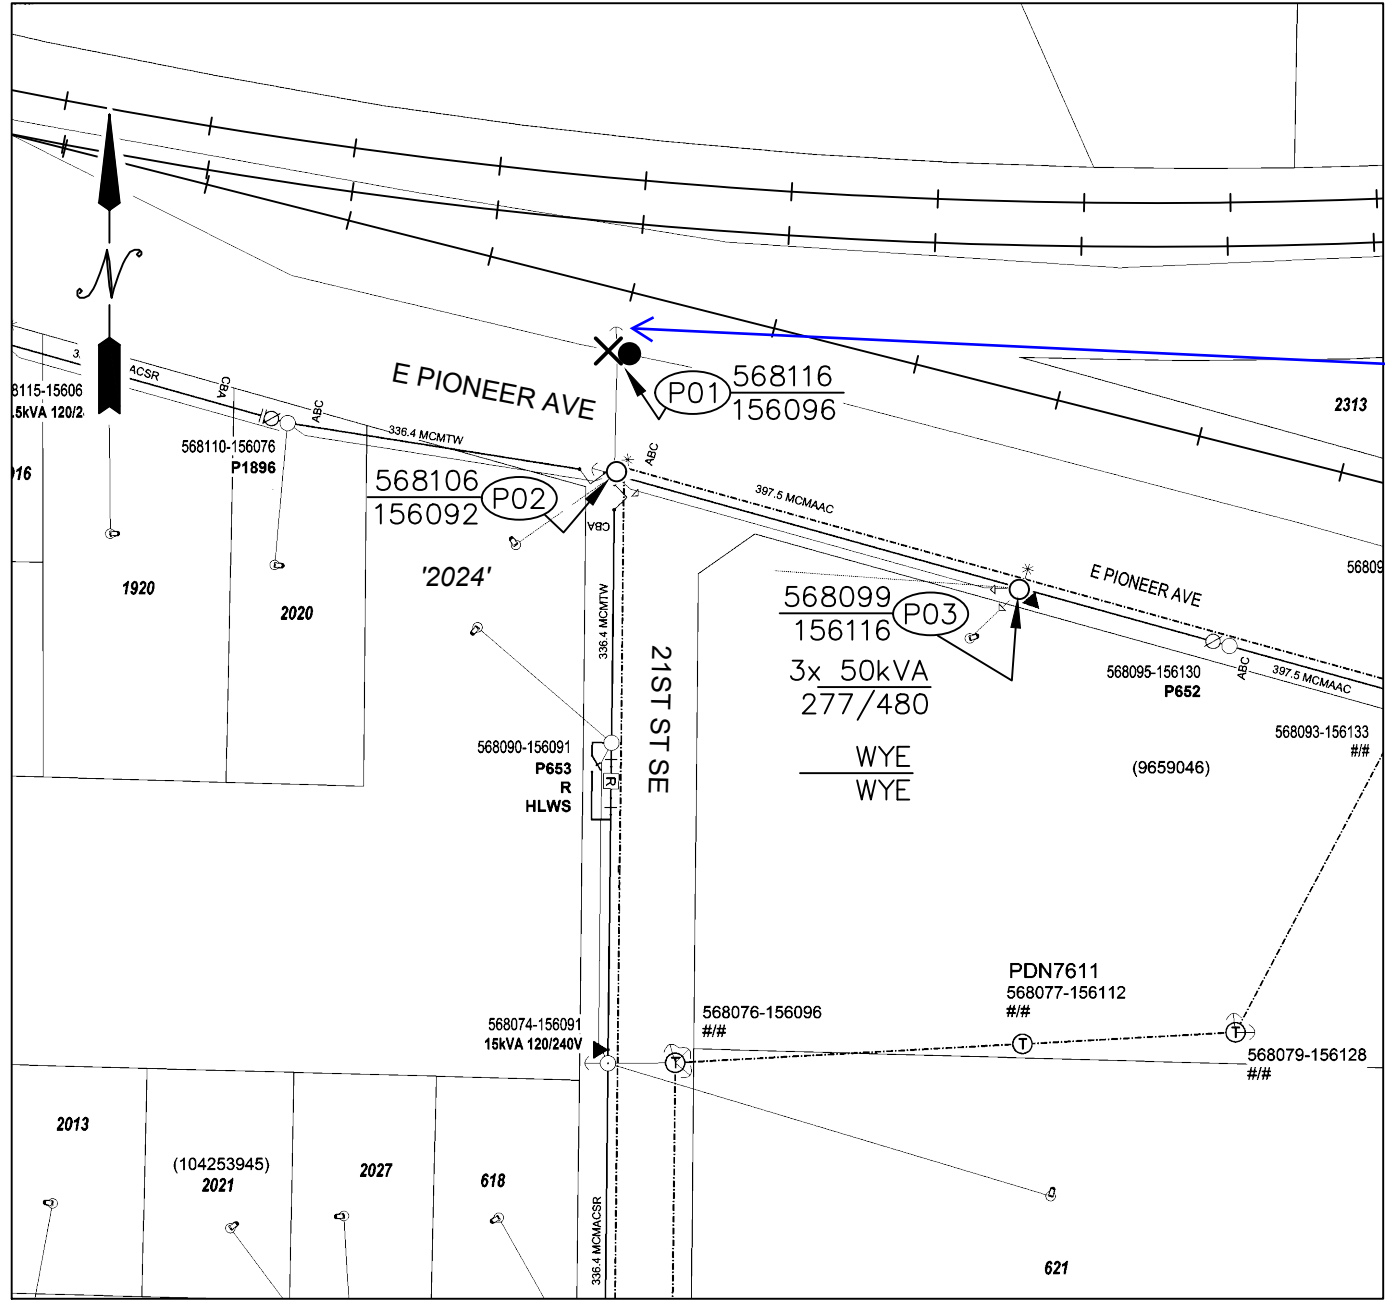 N
E PIONEER AVE
P01
568116
156096
2313
ACSR
CBA
ABC
8115-15606
.5kVA 120/2
568110-156076
P1896
336.4 MCMTW
ABC
568106
156092
P02
397.5 MCMAAC
CBA
016
1920
2020
'2024'
336.4 MCMTW
21ST ST SE
568099
156116
P03
3x 50kVA
277/480
WYE
WYE
E PIONEER AVE
56809
568095-156130
P652
ABC
397.5 MCMAAC
568093-156133
#/#
(9659046)
568090-156091
P653
R
HLWS
R
PDN7611
568077-156112
#/#
T
T
568079-156128
#/#
568076-156096
#/#
T
568074-156091
15kVA 120/240V
2013
(104253945)
2021
2027
618
336.4 MCMACSR
621